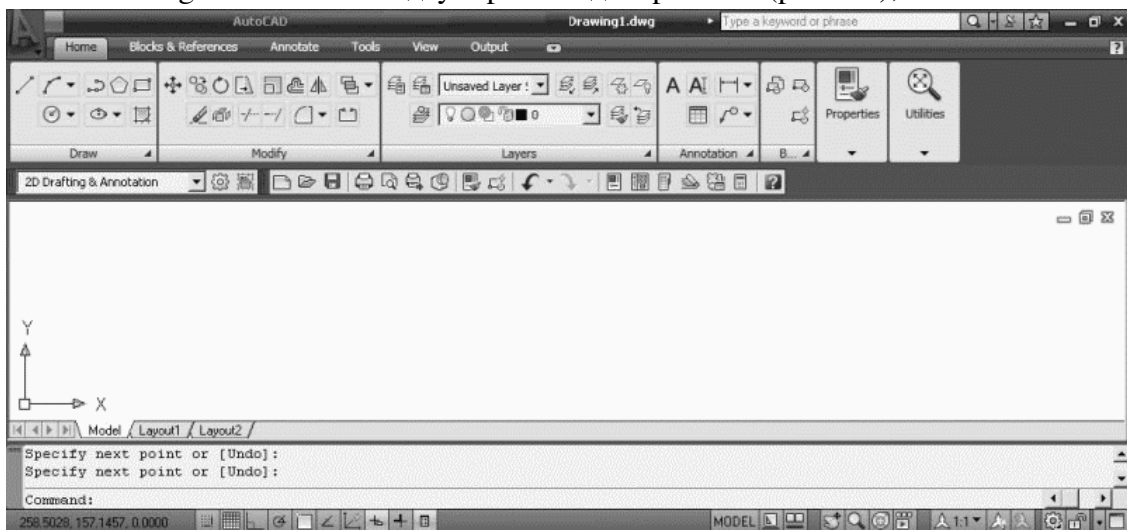 AutoCAD Drawing1.dwg Type a keyword or phrase
Home Blocks & References Annotate Tools View Output
Unsaved Layer
A AI
0
Properties Utilities
Draw Modify Layers Annotation B...
2D Drafting & Annotation
Y
X
Model Layout1 Layout2
Specify next point or [Undo]:
Specify next point or [Undo]:
Command:
258.5028, 157.1457, 0.0000 MODEL 1:1